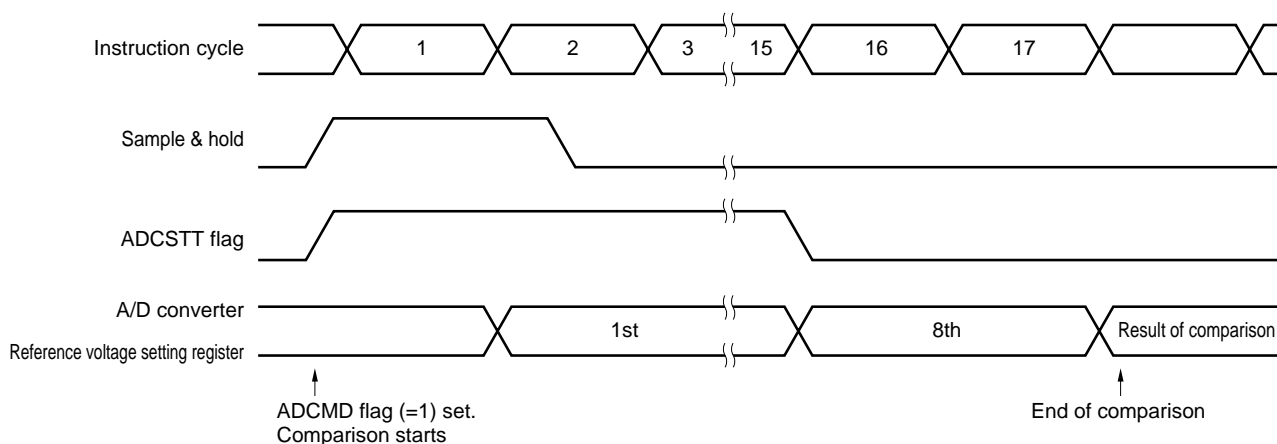 Instruction cycle 1 2 3 15 16 17
Sample & hold
ADCSTT flag
A/D converter
1st 8th Result of comparison
Reference voltage setting register
ADCMD flag (=1) set.
Comparison starts
End of comparison